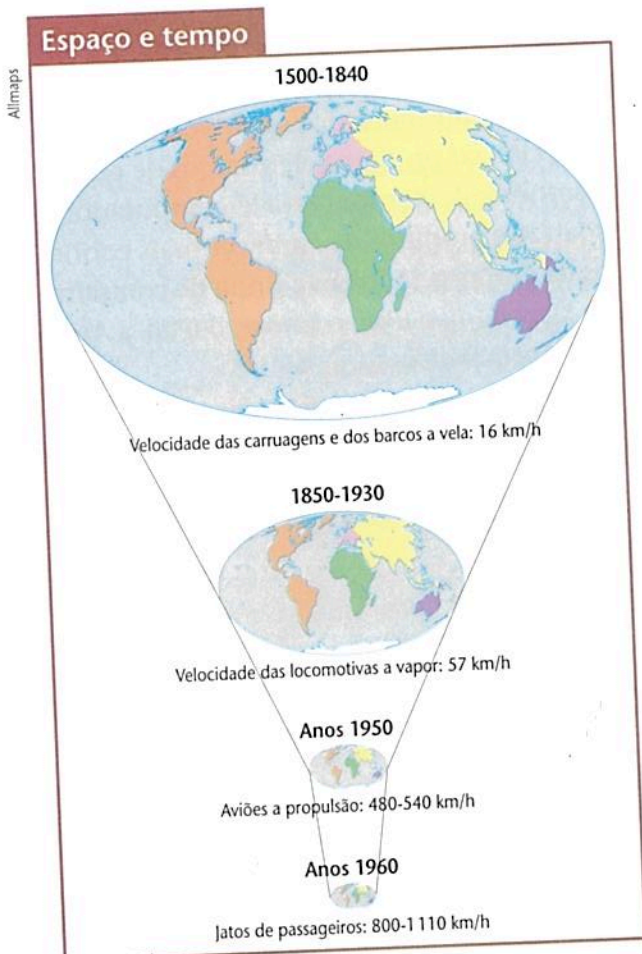 Espaço e tempo
Allmaps
1500-1840
Velocidade das carruagens e dos barcos a vela: 16 km/h
1850-1930
Velocidade das locomotivas a vapor: 57 km/h
Anos 1950
Aviões a propulsão: 480-540 km/h
Anos 1960
Jatos de passageiros: 800-1 110 km/h